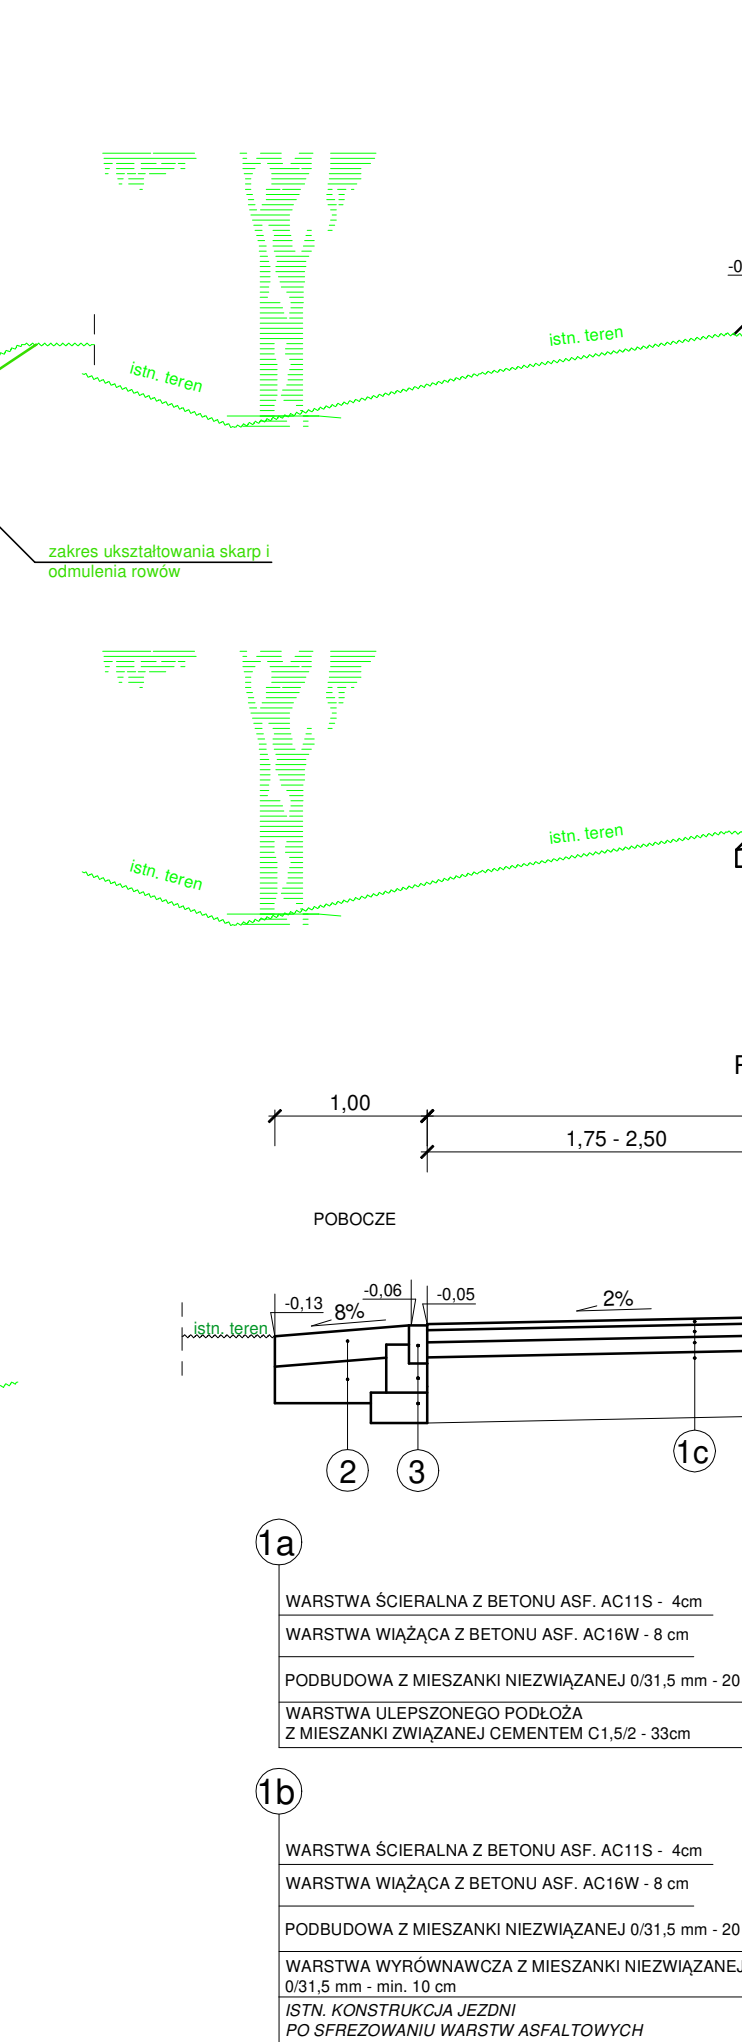 -0
istn. teren
istn. teren
zakres ukształtowania skarp i
odmulenia rowów
istn. teren
istn. teren
1,00
1,75 - 2,50
POBOCZE
-0,13
8%
-0,06
-0,05
2%
istn. teren
2
3
1c
1a
WARSTWA ŚCIERALNA Z BETONU ASF. AC11S - 4cm
WARSTWA WIĄŻĄCA Z BETONU ASF. AC16W - 8 cm
PODBUDOWA Z MIESZANKI NIEZWIĄZANEJ 0/31,5 mm - 20
WARSTWA ULEPSZONEGO PODŁOŻA
Z MIESZANKI ZWIĄZANEJ CEMENTEM C1,5/2 - 33cm
1b
WARSTWA ŚCIERALNA Z BETONU ASF. AC11S - 4cm
WARSTWA WIĄŻĄCA Z BETONU ASF. AC16W - 8 cm
PODBUDOWA Z MIESZANKI NIEZWIĄZANEJ 0/31,5 mm - 20
WARSTWA WYRÓWNAWCZA Z MIESZANKI NIEZWIĄZANEJ
0/31,5 mm - min. 10 cm
ISTN. KONSTRUKCJA JEZDNI
PO SFREZOWANIU WARSTW ASFALTOWYCH